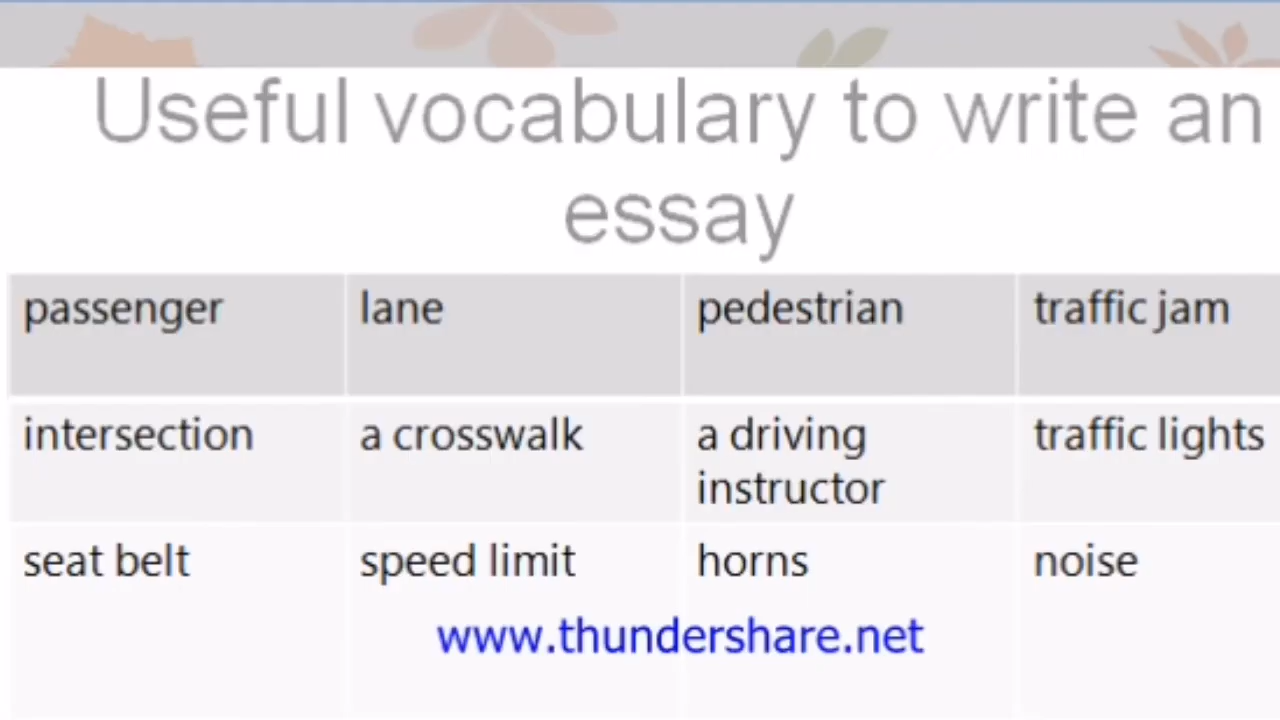 Useful vocabulary to write an
essay
passenger lane pedestrian traffic jam
intersection a crosswalk a driving instructor traffic lights
seat belt speed limit horns noise
www.thundershare.net